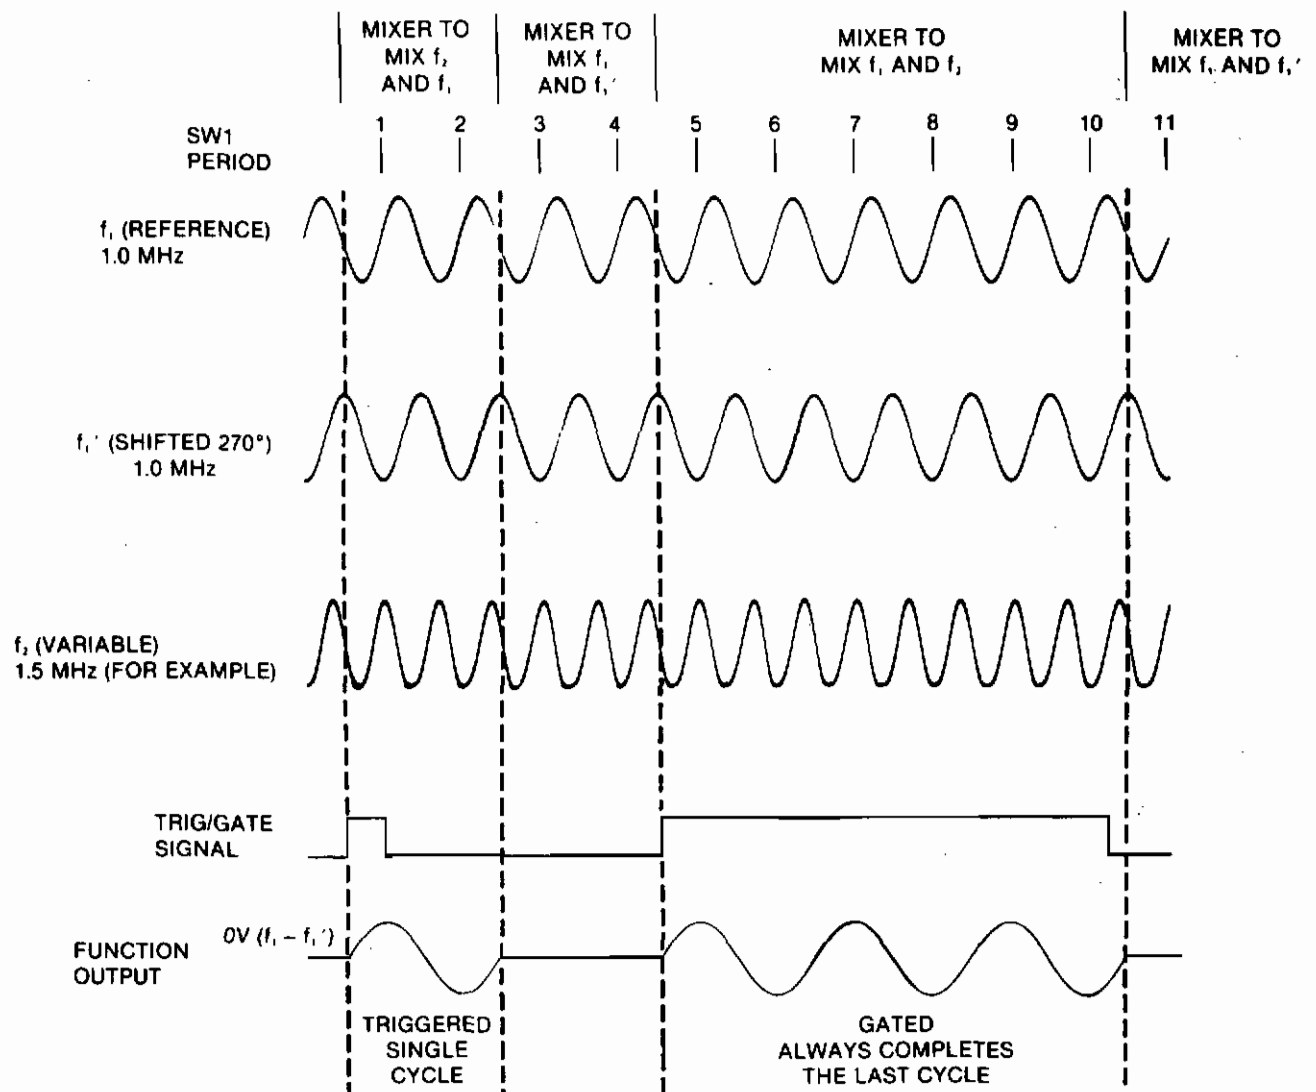 MIXER TO
MIX f₂
AND f₁
MIXER TO
MIX f₁
AND f₁'
MIXER TO
MIX f₁ AND f₂
MIXER TO
MIX f₁ AND f₁'
SW1
PERIOD
1 2 3 4 5 6 7 8 9 10 11
f₁ (REFERENCE)
1.0 MHz
f₁' (SHIFTED 270°)
1.0 MHz
f₂ (VARIABLE)
1.5 MHz (FOR EXAMPLE)
TRIG/GATE
SIGNAL
0V (f₁ – f₁')
FUNCTION
OUTPUT
TRIGGERED
SINGLE
CYCLE
GATED
ALWAYS COMPLETES
THE LAST CYCLE